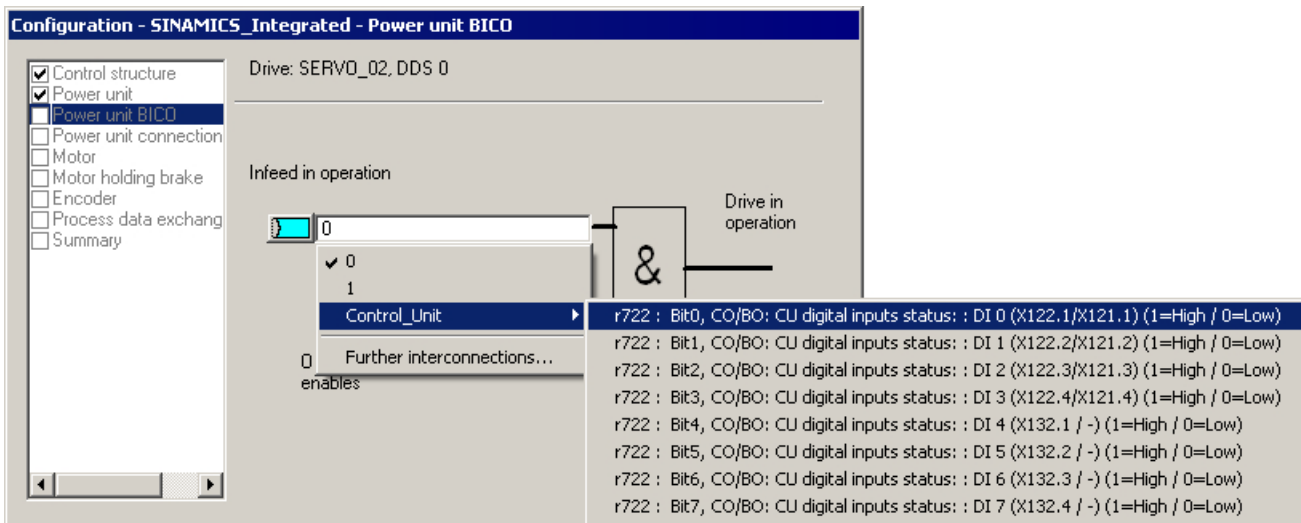 Configuration - SINAMICS_Integrated - Power unit BICO
Control structure
Power unit
Power unit BICO
Power unit connection
Motor
Motor holding brake
Encoder
Process data exchang
Summary
Drive: SERVO_02, DDS 0
Infeed in operation
0
Drive in
operation
&
0
1
Control_Unit
Further interconnections...
O
enables
r722 : Bit0, CO/BO: CU digital inputs status: : DI 0 (X122.1/X121.1) (1=High / 0=Low)
r722 : Bit1, CO/BO: CU digital inputs status: : DI 1 (X122.2/X121.2) (1=High / 0=Low)
r722 : Bit2, CO/BO: CU digital inputs status: : DI 2 (X122.3/X121.3) (1=High / 0=Low)
r722 : Bit3, CO/BO: CU digital inputs status: : DI 3 (X122.4/X121.4) (1=High / 0=Low)
r722 : Bit4, CO/BO: CU digital inputs status: : DI 4 (X132.1 / -) (1=High / 0=Low)
r722 : Bit5, CO/BO: CU digital inputs status: : DI 5 (X132.2 / -) (1=High / 0=Low)
r722 : Bit6, CO/BO: CU digital inputs status: : DI 6 (X132.3 / -) (1=High / 0=Low)
r722 : Bit7, CO/BO: CU digital inputs status: : DI 7 (X132.4 / -) (1=High / 0=Low)